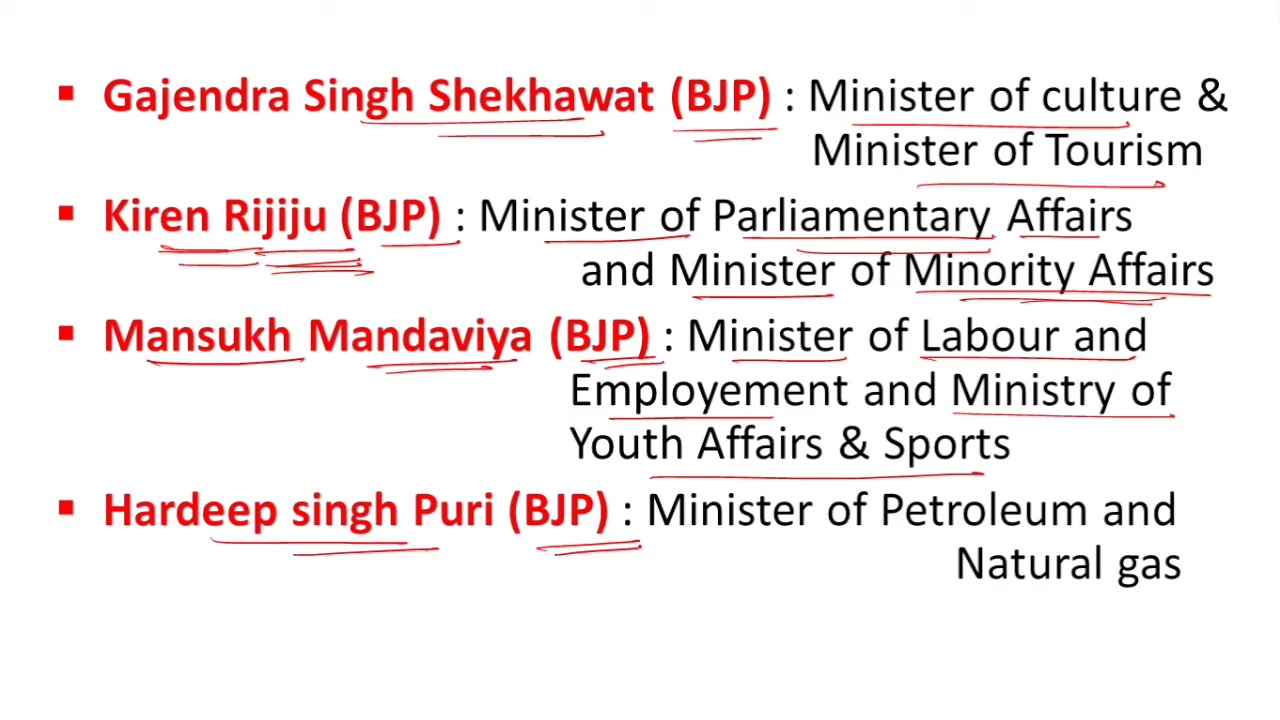 ▪ Gajendra Singh Shekhawat (BJP) : Minister of culture &
Minister of Tourism
▪ Kiren Rijiju (BJP) : Minister of Parliamentary Affairs
and Minister of Minority Affairs
▪ Mansukh Mandaviya (BJP) : Minister of Labour and
Employement and Ministry of
Youth Affairs & Sports
▪ Hardeep singh Puri (BJP) : Minister of Petroleum and
Natural gas